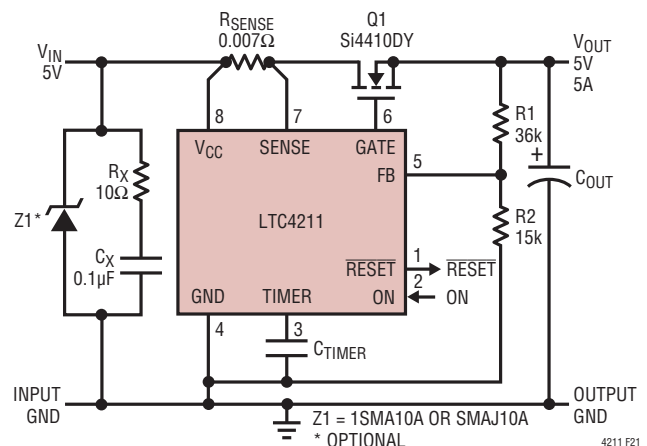 RSENSE
0.007Ω
Q1
Si4410DY
VIN
5V
VOUT
5V
5A
8
7
6
VCC
SENSE
GATE
FB
5
R1
36k
+
COUT
RX
10Ω
Z1*
LTC4211
R2
15k
CX
0.1µF
RESET
1
RESET
2
GND
TIMER
ON
ON
4
3
CTIMER
INPUT
GND
OUTPUT
GND
Z1 = 1SMA10A OR SMAJ10A
* OPTIONAL
4211 F21